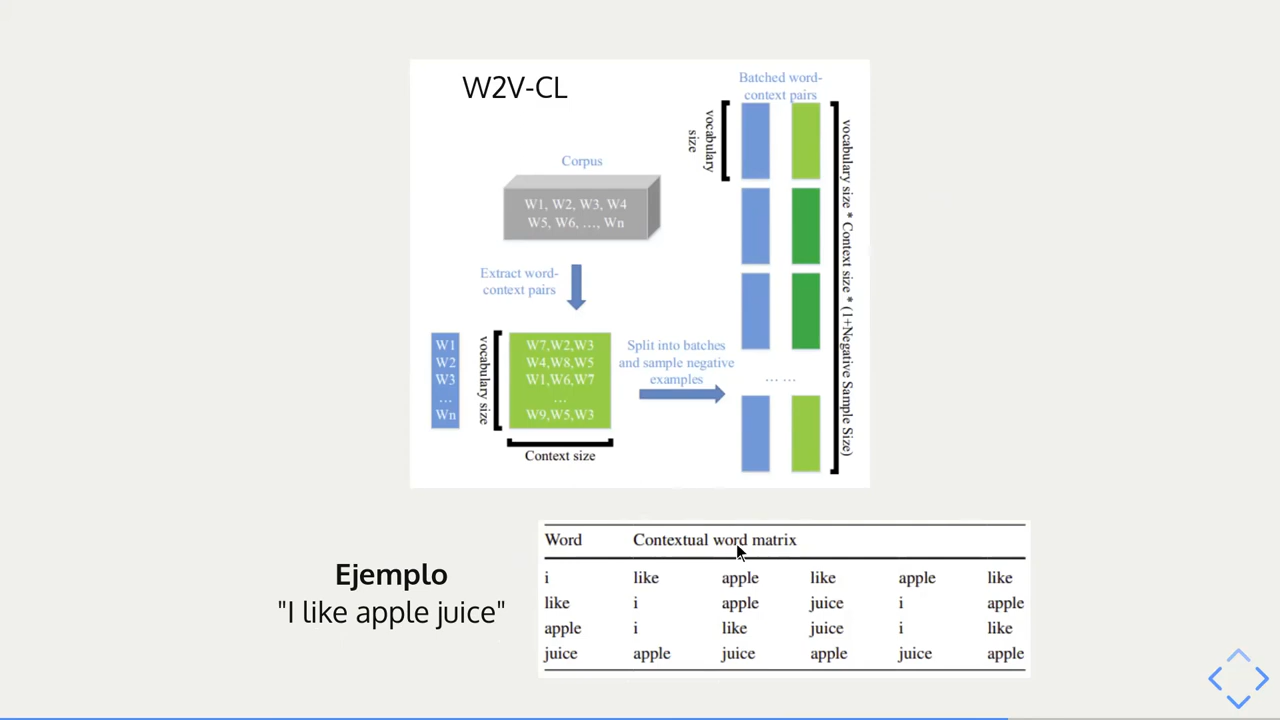 W2V-CL
Corpus
W1, W2, W3, W4
W5, W6, ..., Wn
Extract word-
context pairs
W1
W2
W3
...
Wn
vocabulary size
W7,W2,W3
W4,W8,W5
W1,W6,W7
...
W9,W5,W3
Context size
Split into batches
and sample negative
examples
Batched word-
context pairs
vocabulary
size
... ...
vocabulary size * Context size * (1+Negative Sample Size)
Ejemplo
"I like apple juice"
Word Contextual word matrix
i like apple like apple like
like i apple juice i apple
apple i like juice i like
juice apple juice apple juice apple